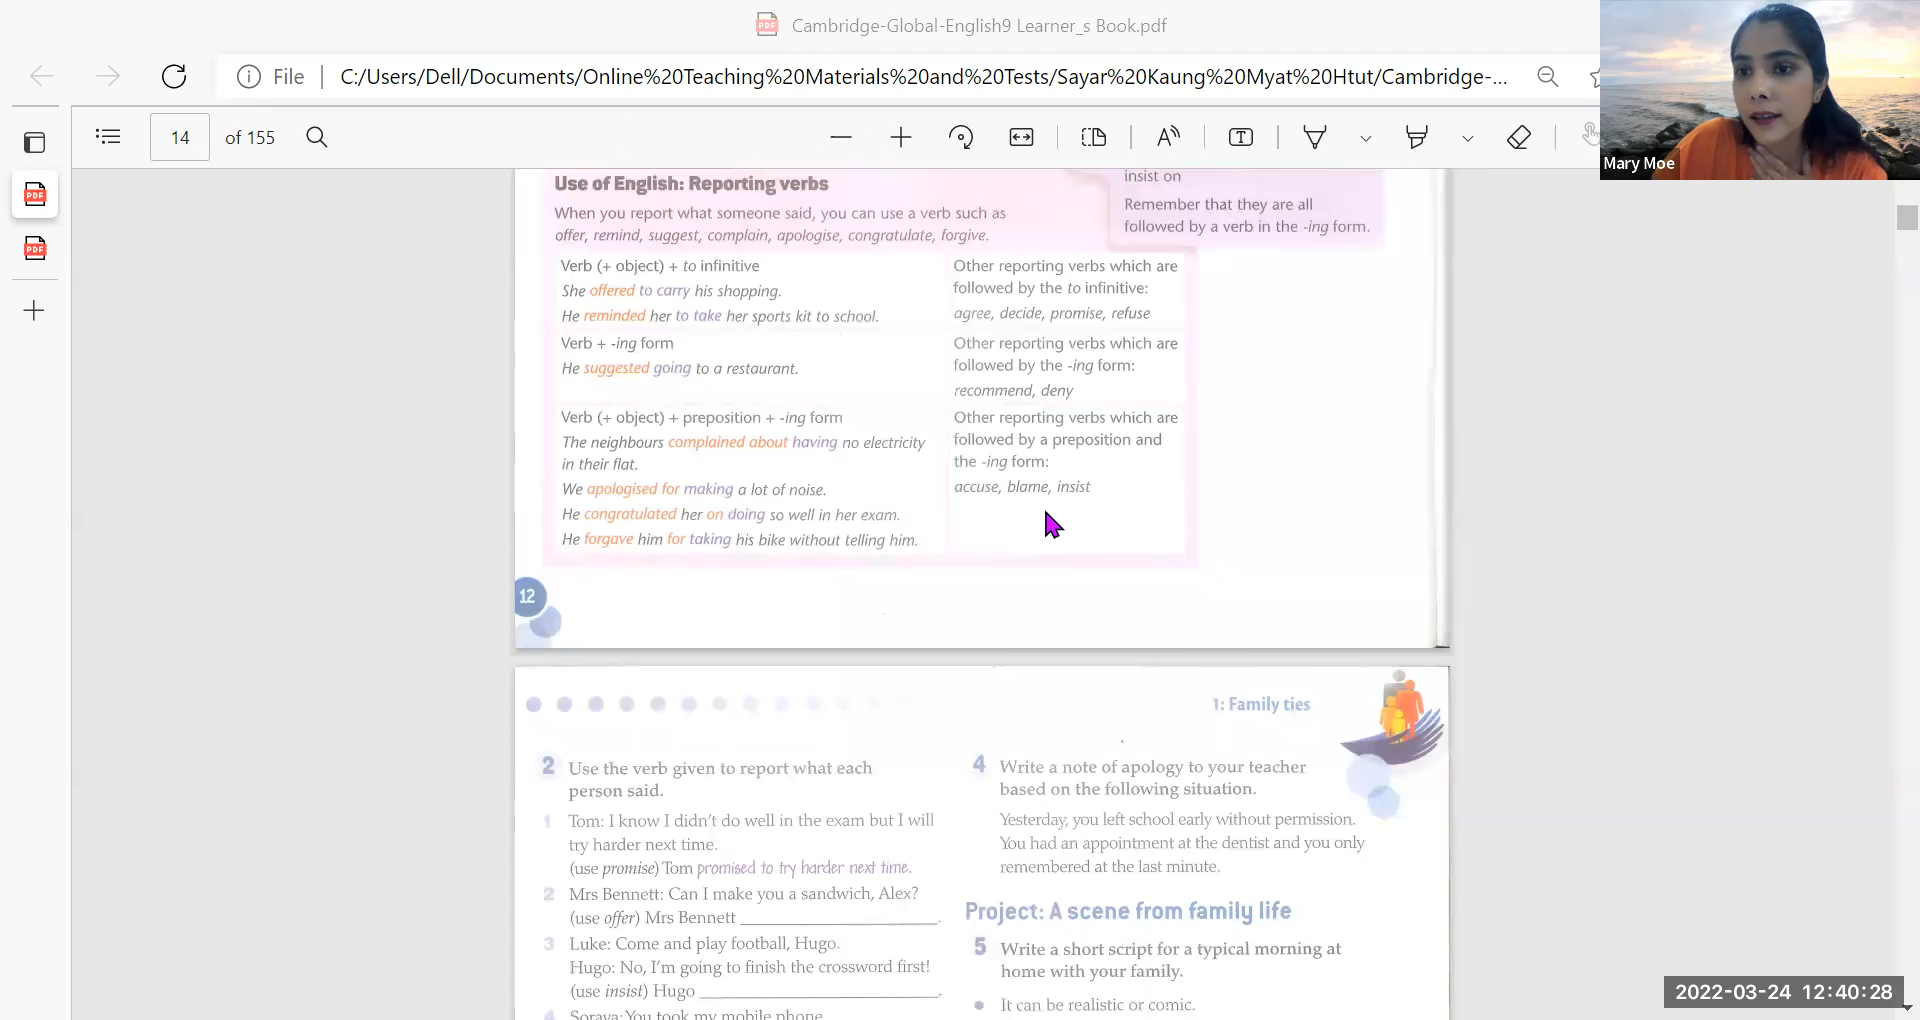 Cambridge-Global-English9 Learner_s Book.pdf
File
C:/Users/Dell/Documents/Online%20Teaching%20Materials%20and%20Tests/Sayar%20Kaung%20Myat%20Htut/Cambridge-...
14 of 155
Mary Moe
insist on
Remember that they are all
followed by a verb in the -ing form.
Use of English: Reporting verbs
When you report what someone said, you can use a verb such as
offer, remind, suggest, complain, apologise, congratulate, forgive.
Verb (+ object) + to infinitive
She offered to carry his shopping.
He reminded her to take her sports kit to school.
Other reporting verbs which are
followed by the to infinitive:
agree, decide, promise, refuse
Verb + -ing form
He suggested going to a restaurant.
Other reporting verbs which are
followed by the -ing form:
recommend, deny
Verb (+ object) + preposition + -ing form
The neighbours complained about having no electricity
in their flat.
We apologised for making a lot of noise.
He congratulated her on doing so well in her exam.
He forgave him for taking his bike without telling him.
Other reporting verbs which are
followed by a preposition and
the -ing form:
accuse, blame, insist
12
1: Family ties
2 Use the verb given to report what each
person said.
1 Tom: I know I didn't do well in the exam but I will
try harder next time.
(use promise) Tom promised to try harder next time.
2 Mrs Bennett: Can I make you a sandwich, Alex?
(use offer) Mrs Bennett ____________________.
3 Luke: Come and play football, Hugo.
Hugo: No, I'm going to finish the crossword first!
(use insist) Hugo ________________________.
4 Soraya: You took my mobile phone
4 Write a note of apology to your teacher
based on the following situation.
Yesterday, you left school early without permission.
You had an appointment at the dentist and you only
remembered at the last minute.
Project: A scene from family life
5 Write a short script for a typical morning at
home with your family.
● It can be realistic or comic.
2022-03-24 12:40:28